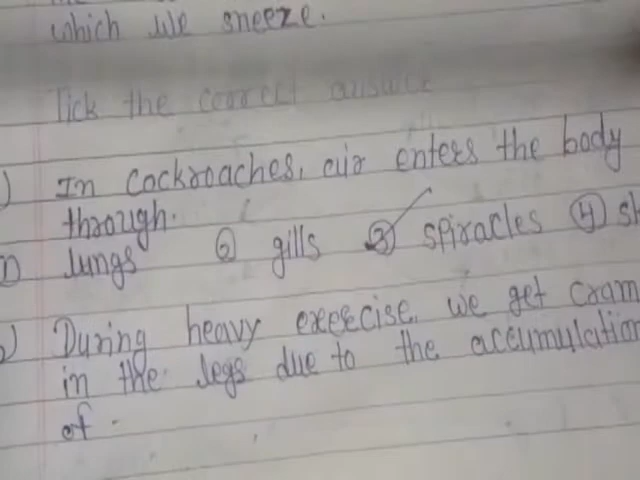 which we sneeze.
Tick the correct answer
) In cockroaches, air enters the body
through.
1) lungs 2 gills 3 spiracles 4
) During heavy exercise, we get cram
in the legs due to the accumulation
of